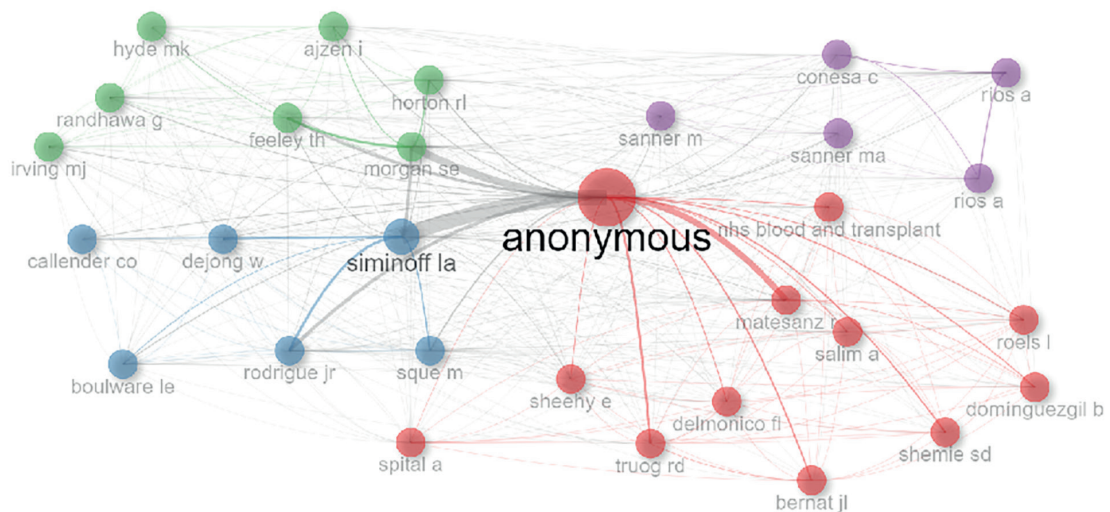 hyde mk
ajzen i
conesa c
rios a
horton rl
randhawa g
feeley th
sanner m
sanner ma
irving mj
morgan se
rios a
anonymous
nhs blood and transplant
callender co
dejong w
siminoff la
matesanz r
salim a
roels l
boulware le
rodrigue jr
sque m
sheehy e
delmonico fl
dominguezgil b
spital a
truog rd
shemie sd
bernat jl